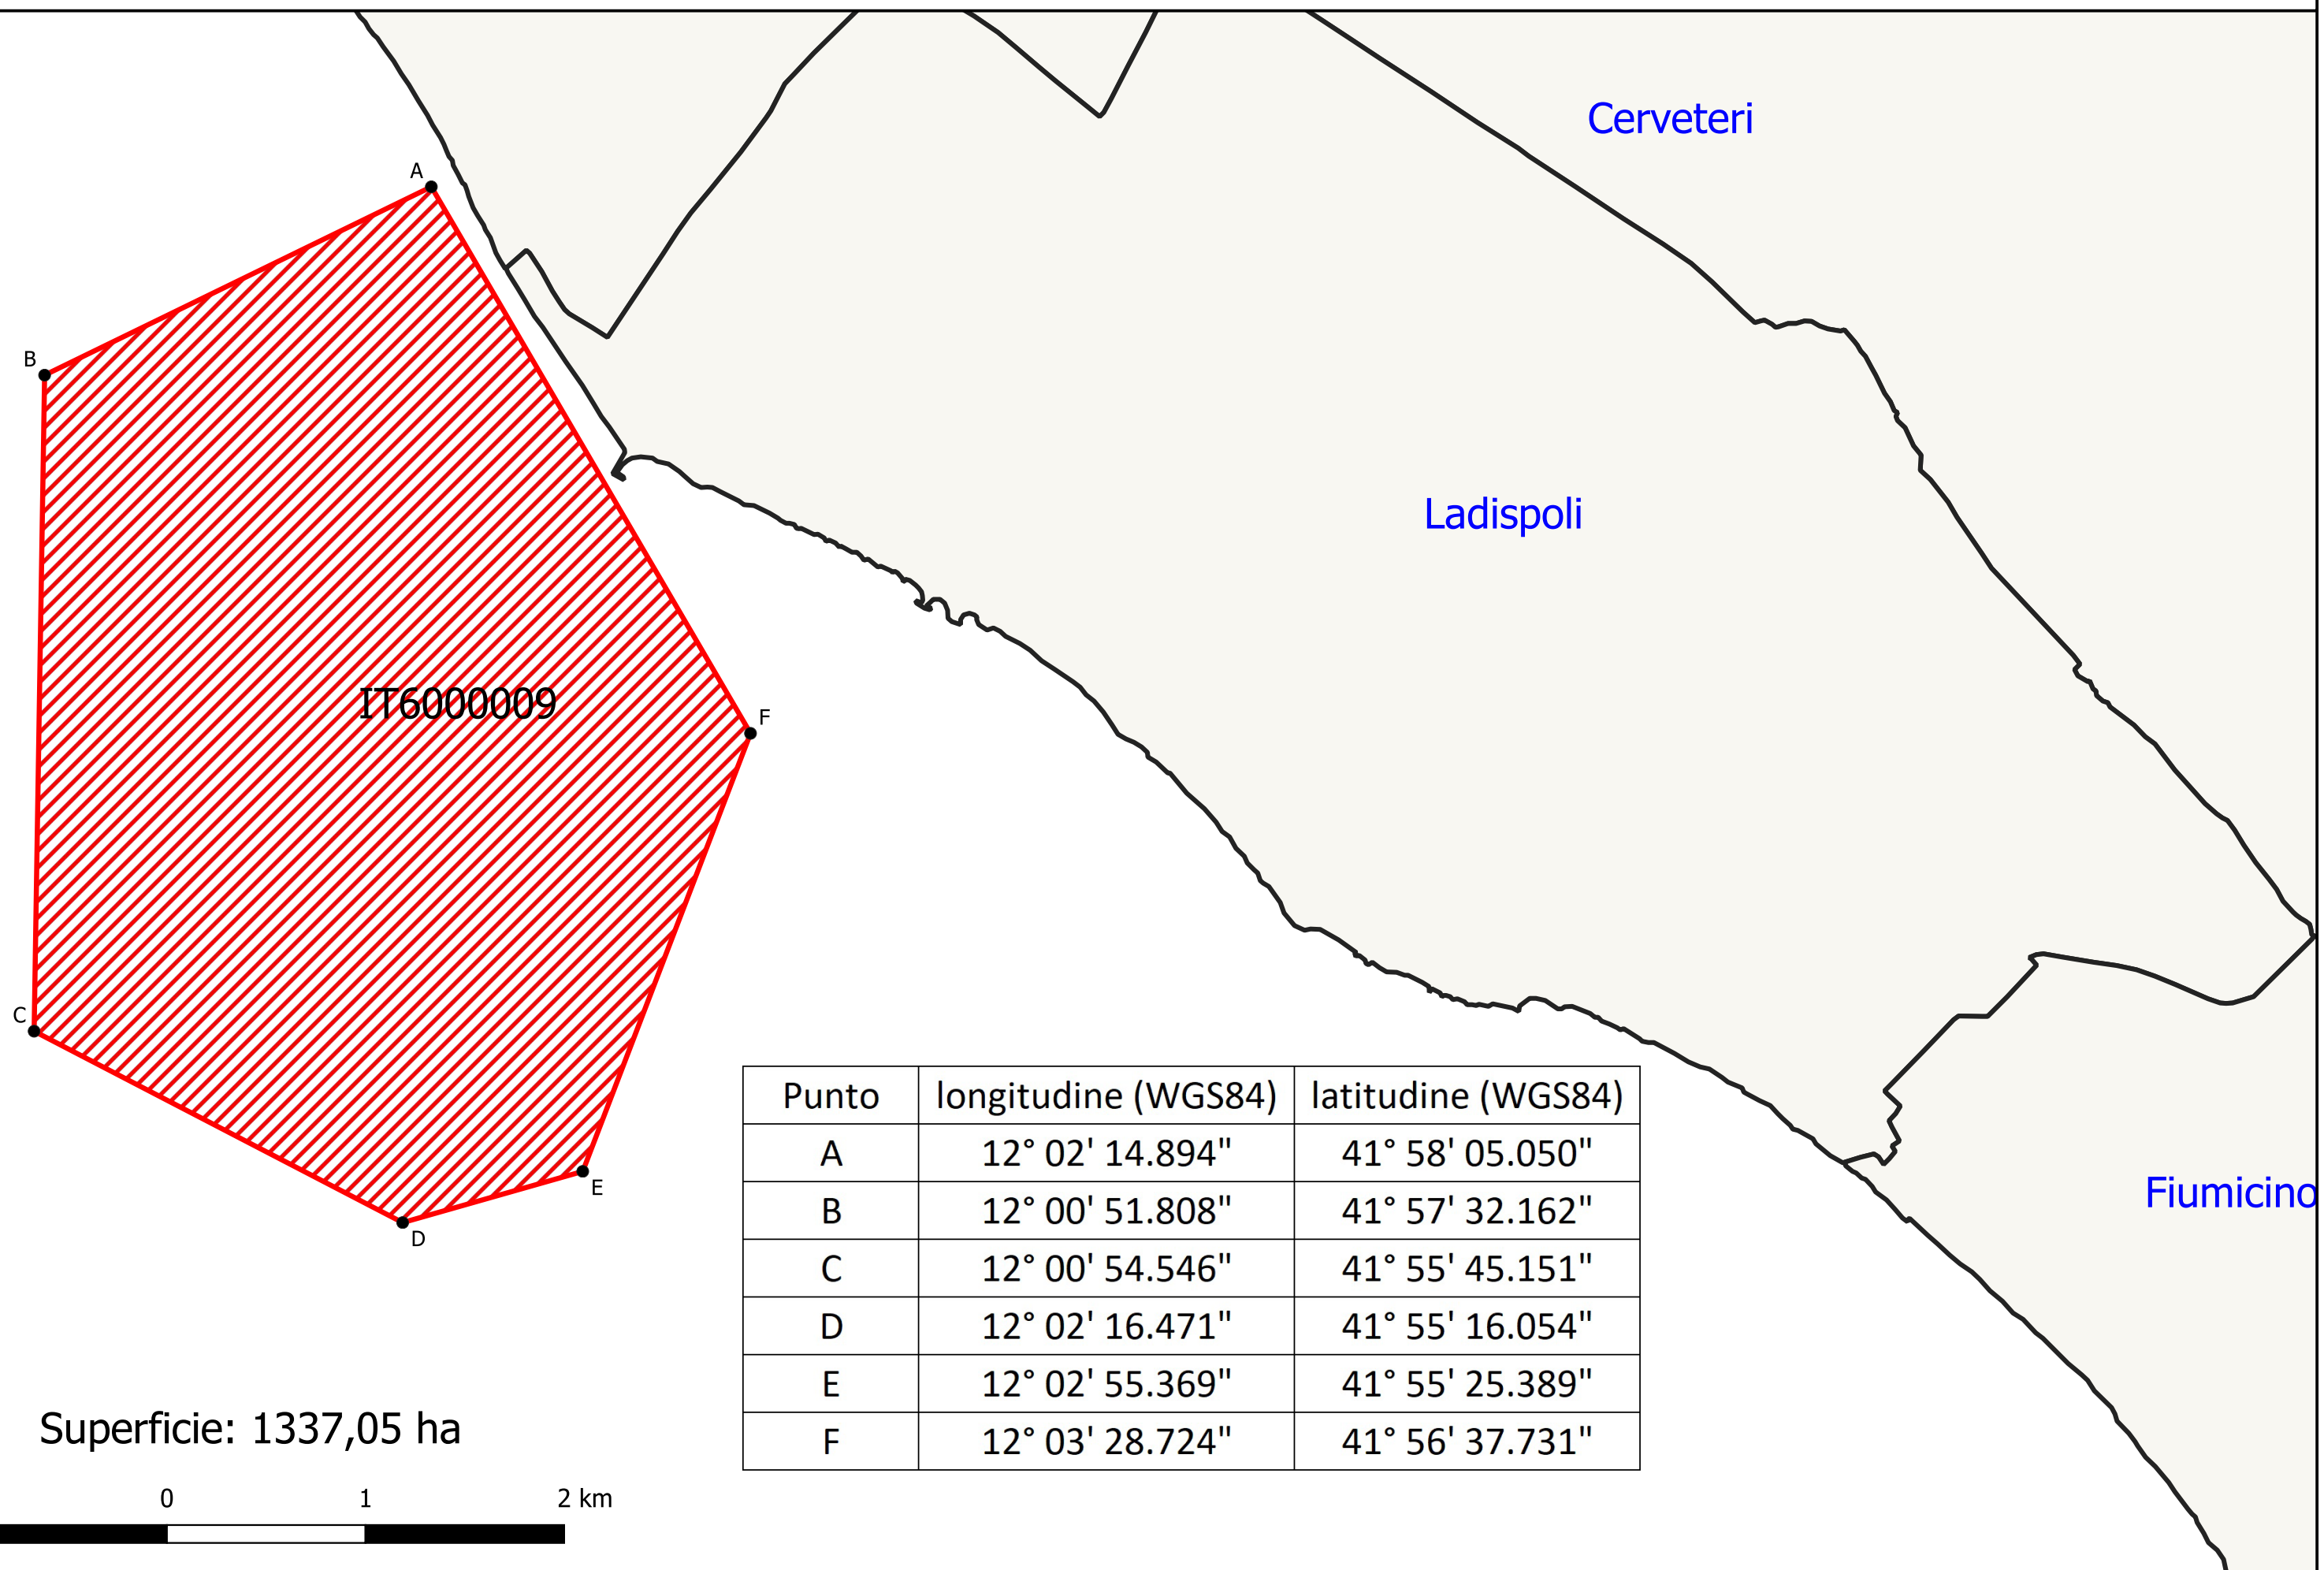 Cerveteri
A
B
Ladispoli
IT6000009
F
C
Punto longitudine (WGS84) latitudine (WGS84)
A 12° 02' 14.894" 41° 58' 05.050"
B 12° 00' 51.808" 41° 57' 32.162"
C 12° 00' 54.546" 41° 55' 45.151"
D 12° 02' 16.471" 41° 55' 16.054"
E 12° 02' 55.369" 41° 55' 25.389"
F 12° 03' 28.724" 41° 56' 37.731"
E
Fiumicino
D
Superficie: 1337,05 ha
0 1 2 km